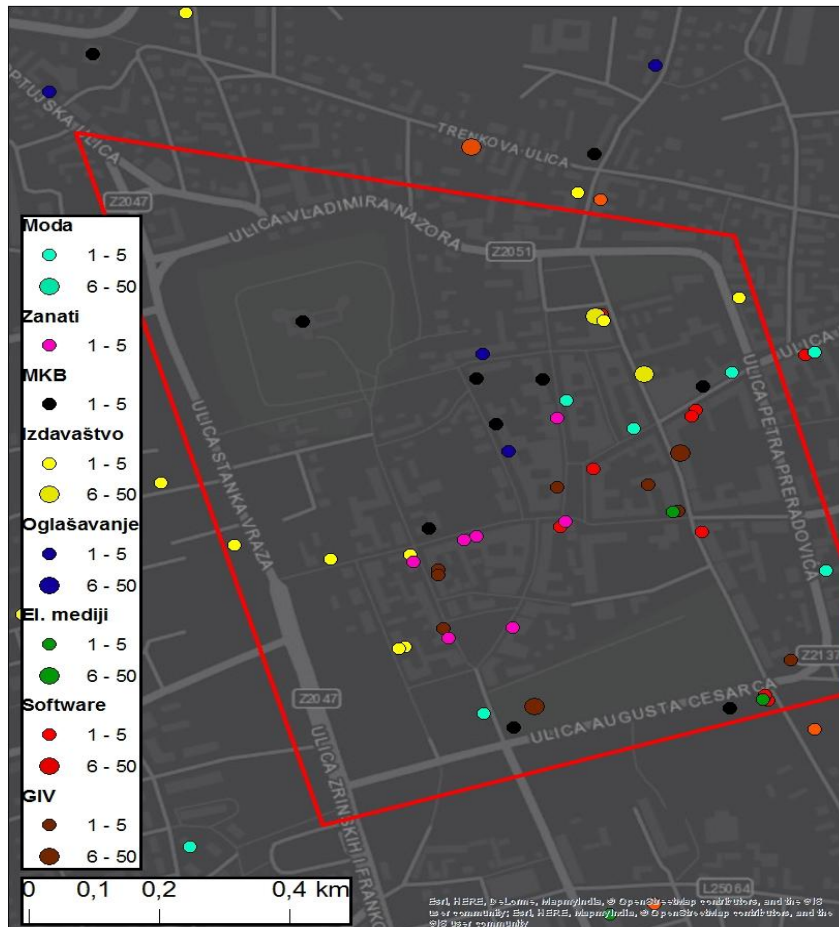 PTUJSKA ULICA
TRENKOVA ULICA
Z2047
ULICA VLADIMIRA NAZORA
Z2051
Moda
1 - 5
6 - 50
Zanati
1 - 5
MKB
1 - 5
Izdavaštvo
1 - 5
6 - 50
Oglašavanje
1 - 5
6 - 50
El. mediji
1 - 5
6 - 50
Software
1 - 5
6 - 50
GIV
1 - 5
6 - 50
ULICA
ULICA STANKA VRAZA
ULICA PETRA PRERADOVIĆA
Z2137
Z2047
ULICA AUGUSTA CESARCA
ULICA ZRINSKIH I FRANKO
L25064
0 0,1 0,2 0,4 km
Esri, HERE, DeLorme, MapmyIndia, © OpenStreetMap contributors, and the GIS
user community; Esri, HERE, MapmyIndia, © OpenStreetMap contributors, and the
GIS user community